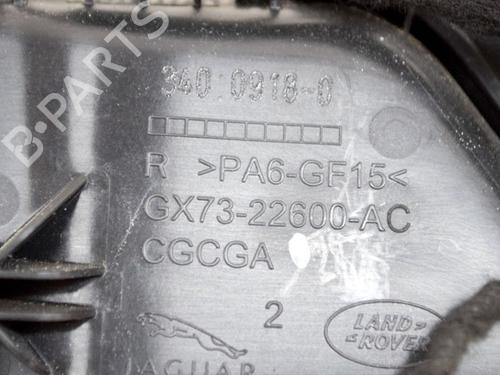 B-PARTS
340 0918-0
R >PA6-GF15<
GX73-22600-AC
CGCGA
2
JAGUAR
LAND
ROVER